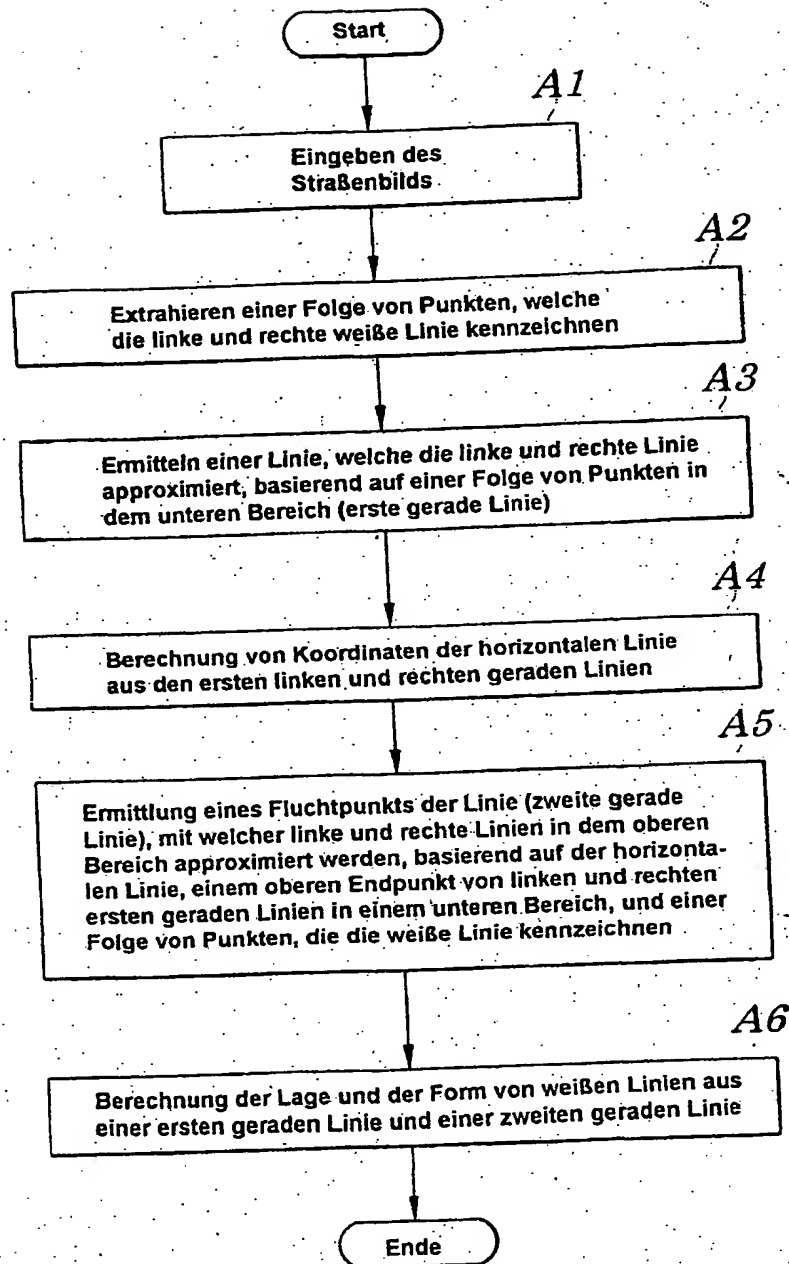 Start
A1
Eingeben des
Straßenbilds
A2
Extrahieren einer Folge von Punkten, welche
die linke und rechte weiße Linie kennzeichnen
A3
Ermitteln einer Linie, welche die linke und rechte Linie
approximiert, basierend auf einer Folge von Punkten in
dem unteren Bereich (erste gerade Linie)
A4
Berechnung von Koordinaten der horizontalen Linie
aus den ersten linken und rechten geraden Linien
A5
Ermittlung eines Fluchtpunkts der Linie (zweite gerade
Linie), mit welcher linke und rechte Linien in dem oberen
Bereich approximiert werden, basierend auf der horizonta-
len Linie, einem oberen Endpunkt von linken und rechten
ersten geraden Linien in einem unteren Bereich, und einer
Folge von Punkten, die die weiße Linie kennzeichnen
A6
Berechnung der Lage und der Form von weißen Linien aus
einer ersten geraden Linie und einer zweiten geraden Linie
Ende